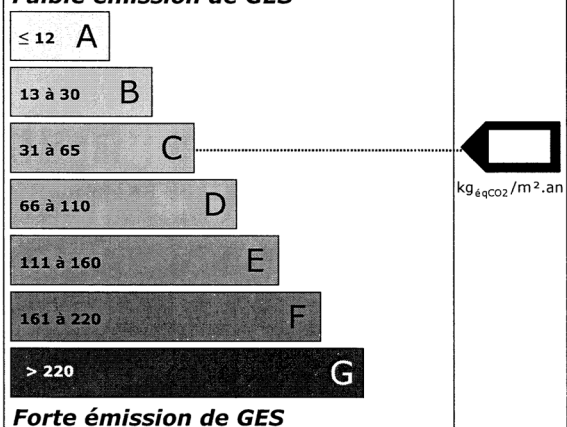 Faible émission de GES
≤ 12 A
13 à 30 B
31 à 65 C
kgéqCO2/m².an
66 à 110 D
111 à 160 E
161 à 220 F
> 220 G
Forte émission de GES